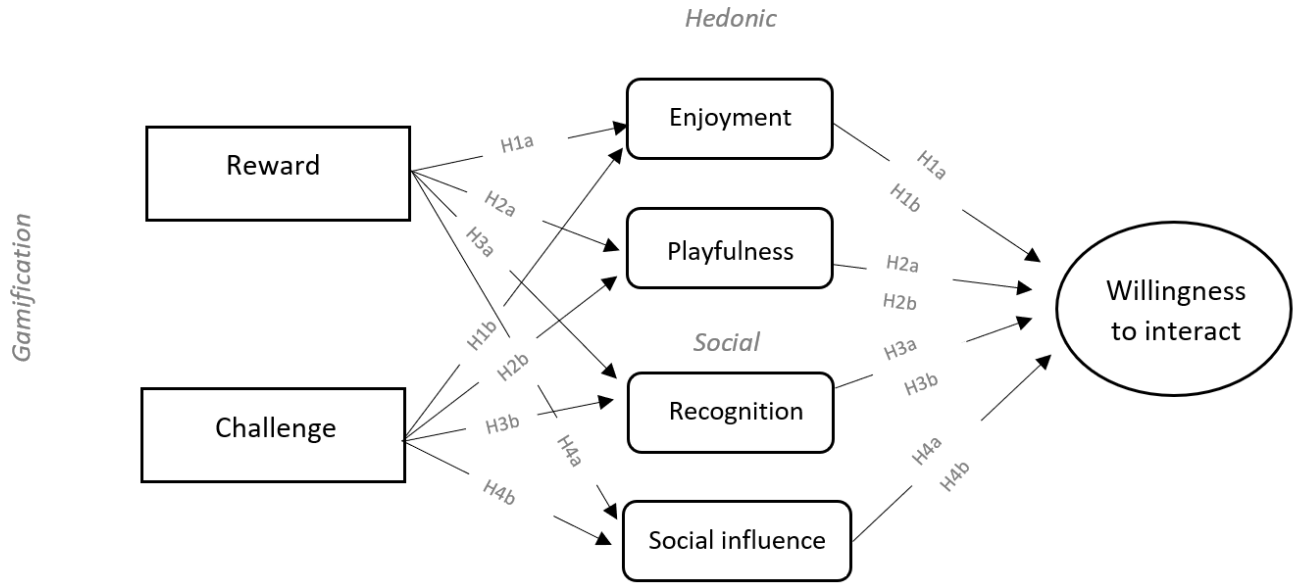 Hedonic
Enjoyment
Reward
H1a
H1a
H1b
H2a
H3a
Playfulness
H2a
H2b
Gamification
Willingness
to interact
Social
H1b
H2b
H3a
H3b
Recognition
Challenge
H3b
H4a
H4b
H4a
H4b
Social influence